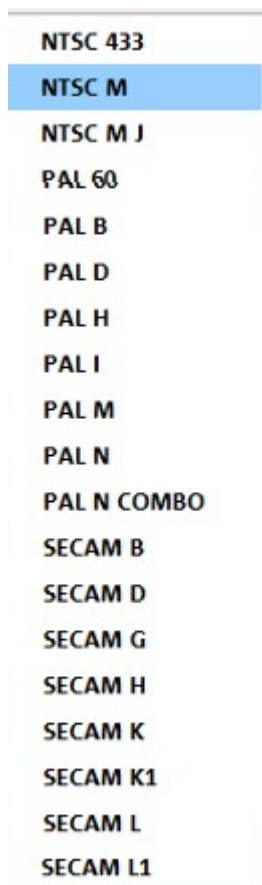 NTSC 433
NTSC M
NTSC M J
PAL 60
PAL B
PAL D
PAL H
PAL I
PAL M
PAL N
PAL N COMBO
SECAM B
SECAM D
SECAM G
SECAM H
SECAM K
SECAM K1
SECAM L
SECAM L1